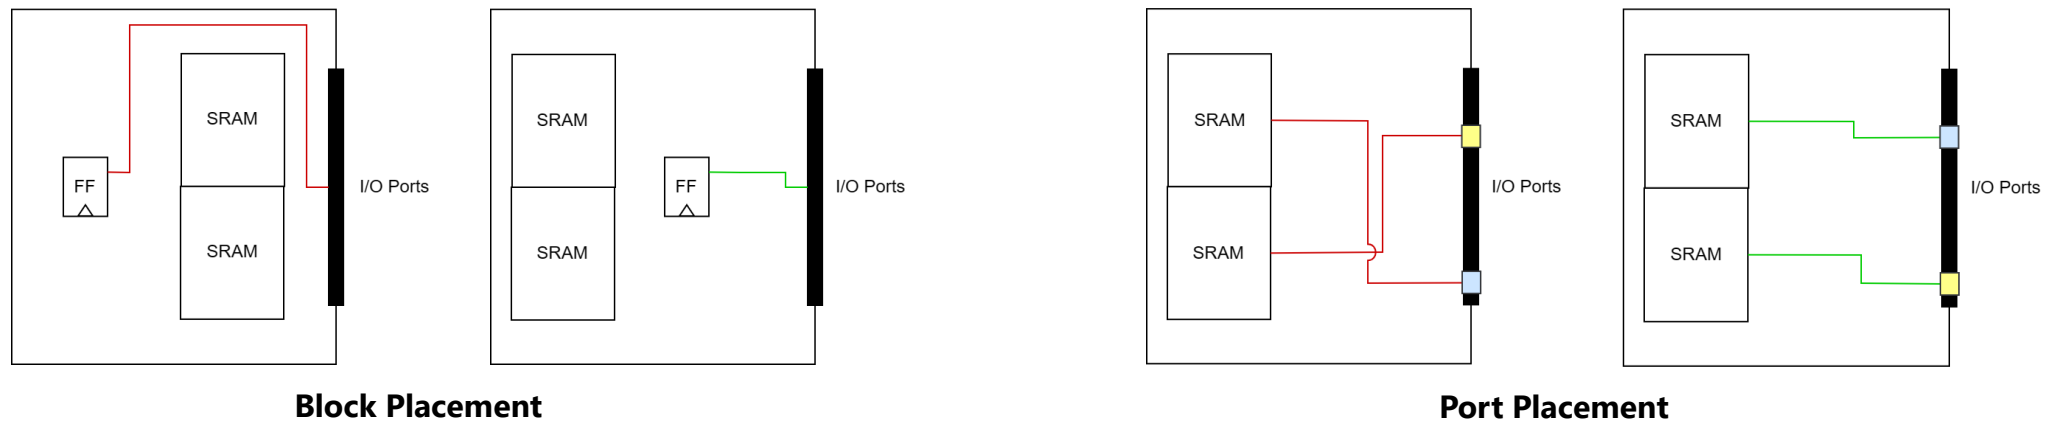 SRAM
FF
SRAM
I/O Ports
SRAM
FF
SRAM
I/O Ports
Block Placement
SRAM
SRAM
I/O Ports
SRAM
SRAM
I/O Ports
Port Placement